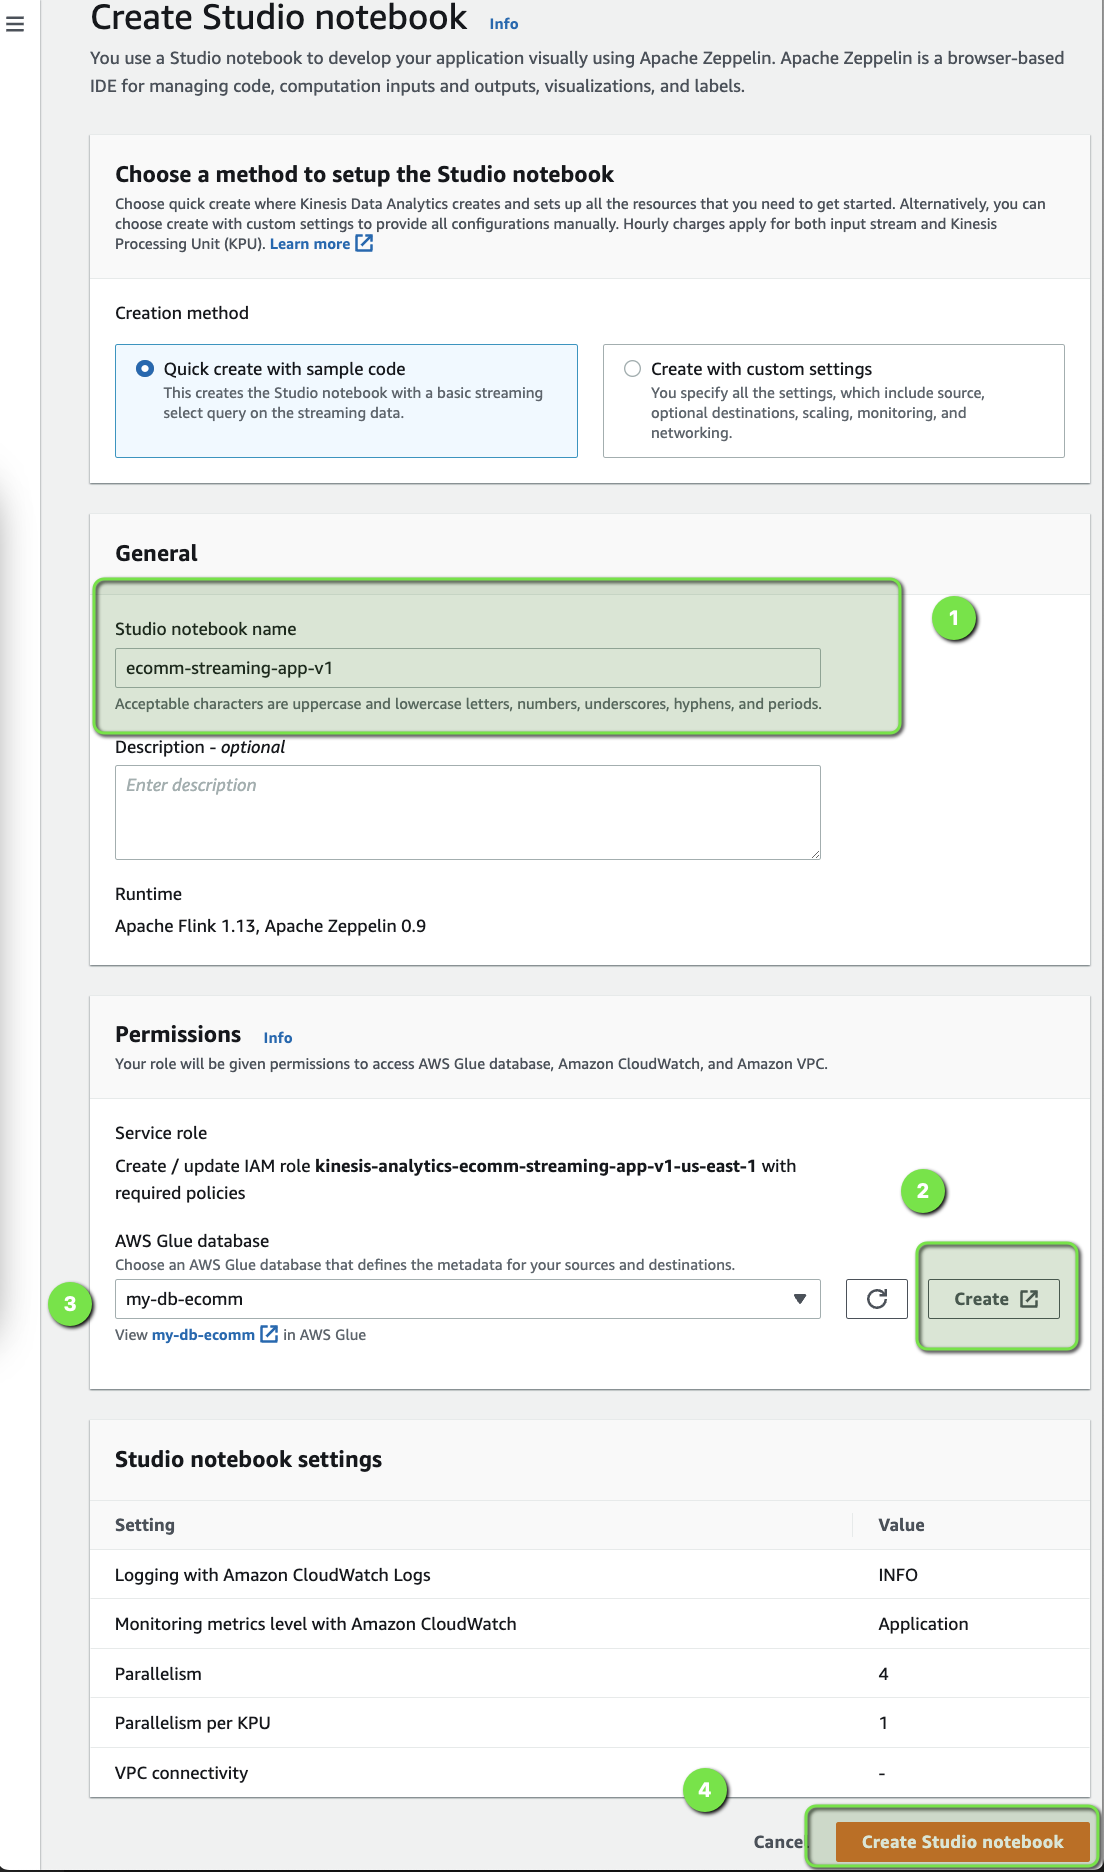 Create Studio notebook Info
You use a Studio notebook to develop your application visually using Apache Zeppelin. Apache Zeppelin is a browser-based
IDE for managing code, computation inputs and outputs, visualizations, and labels.
Choose a method to setup the Studio notebook
Choose quick create where Kinesis Data Analytics creates and sets up all the resources that you need to get started. Alternatively, you can
choose create with custom settings to provide all configurations manually. Hourly charges apply for both input stream and Kinesis
Processing Unit (KPU). Learn more
Creation method
Quick create with sample code
This creates the Studio notebook with a basic streaming
select query on the streaming data.
Create with custom settings
You specify all the settings, which include source,
optional destinations, scaling, monitoring, and
networking.
General
1
Studio notebook name
ecomm-streaming-app-v1
Acceptable characters are uppercase and lowercase letters, numbers, underscores, hyphens, and periods.
Description - optional
Enter description
Runtime
Apache Flink 1.13, Apache Zeppelin 0.9
Permissions Info
Your role will be given permissions to access AWS Glue database, Amazon CloudWatch, and Amazon VPC.
Service role
Create / update IAM role kinesis-analytics-ecomm-streaming-app-v1-us-east-1 with
required policies
2
AWS Glue database
Choose an AWS Glue database that defines the metadata for your sources and destinations.
3
my-db-ecomm
Create
View my-db-ecomm in AWS Glue
Studio notebook settings
Setting Value
Logging with Amazon CloudWatch Logs INFO
Monitoring metrics level with Amazon CloudWatch Application
Parallelism 4
Parallelism per KPU 1
VPC connectivity -
4
Cance
Create Studio notebook